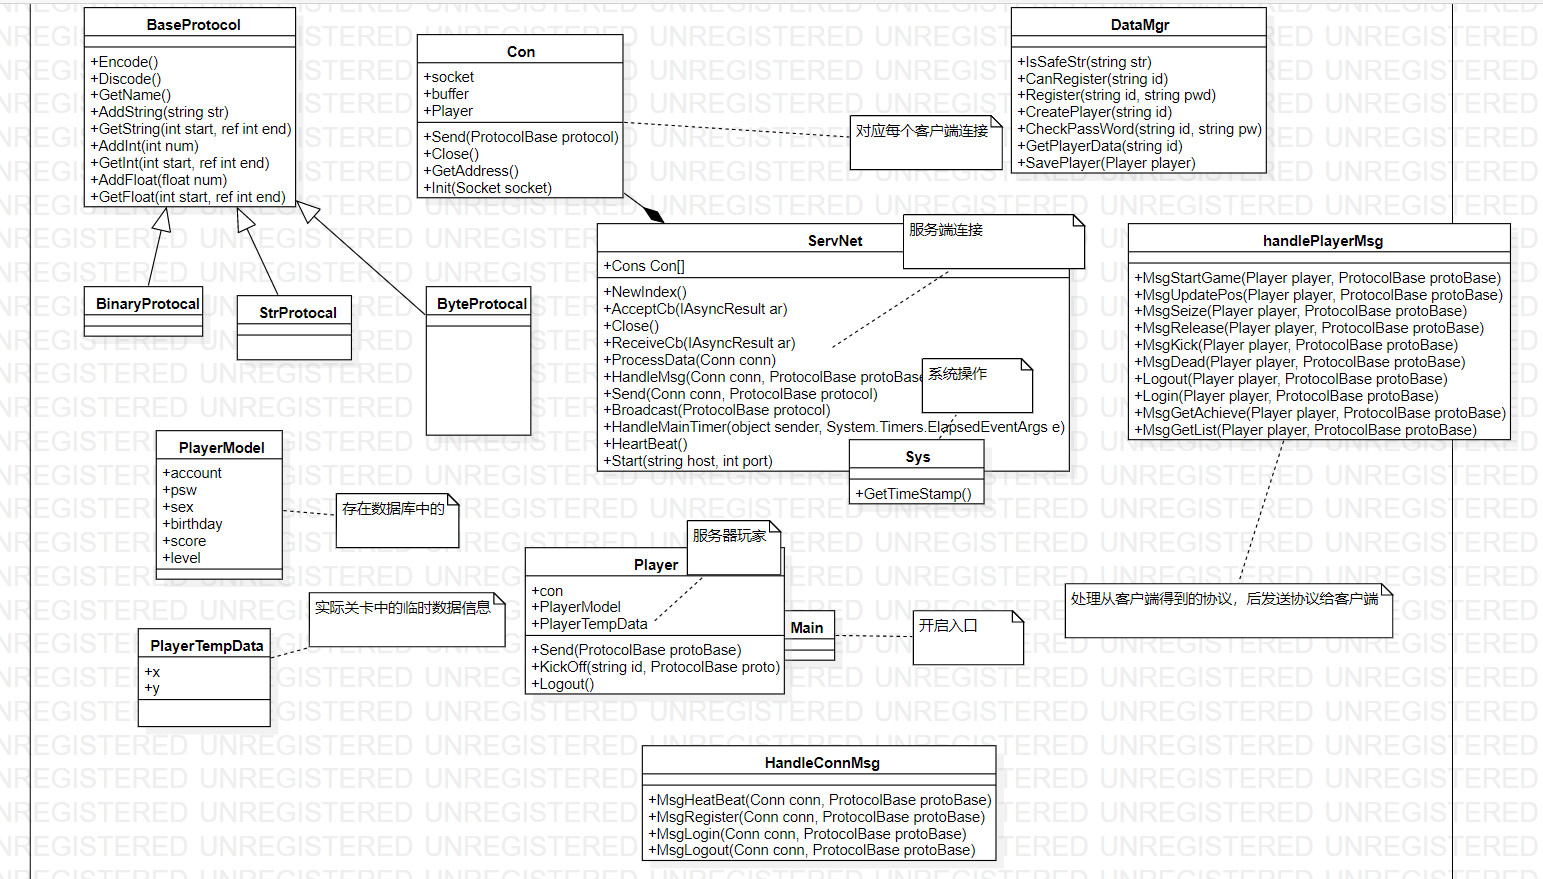 BaseProtocol
+Encode()
+Discode()
+GetName()
+AddString(string str)
+GetString(int start, ref int end)
+AddInt(int num)
+GetInt(int start, ref int end)
+AddFloat(float num)
+GetFloat(int start, ref int end)
Con
+socket
+buffer
+Player
+Send(ProtocolBase protocol)
+Close()
+GetAddress()
+Init(Socket socket)
对应每个客户端连接
DataMgr
+IsSafeStr(string str)
+CanRegister(string id)
+Register(string id, string pwd)
+CreatePlayer(string id)
+CheckPassWord(string id, string pw)
+GetPlayerData(string id)
+SavePlayer(Player player)
BinaryProtocal
StrProtocal
ByteProtocal
ServNet
+Cons Con[]
+NewIndex()
+AcceptCb(IAsyncResult ar)
+Close()
+ReceiveCb(IAsyncResult ar)
+ProcessData(Conn conn)
+HandleMsg(Conn conn, ProtocolBase protoBase
+Send(Conn conn, ProtocolBase protocol)
+Broadcast(ProtocolBase protocol)
+HandleMainTimer(object sender, System.Timers.ElapsedEventArgs e)
+HeartBeat()
+Start(string host, int port)
服务端连接
系统操作
Sys
+GetTimeStamp()
handlePlayerMsg
+MsgStartGame(Player player, ProtocolBase protoBase)
+MsgUpdatePos(Player player, ProtocolBase protoBase)
+MsgSeize(Player player, ProtocolBase protoBase)
+MsgRelease(Player player, ProtocolBase protoBase)
+MsgKick(Player player, ProtocolBase protoBase)
+MsgDead(Player player, ProtocolBase protoBase)
+Logout(Player player, ProtocolBase protoBase)
+Login(Player player, ProtocolBase protoBase)
+MsgGetAchieve(Player player, ProtocolBase protoBase)
+MsgGetList(Player player, ProtocolBase protoBase)
PlayerModel
+account
+psw
+sex
+birthday
+score
+level
存在数据库中的
服务器玩家
Player
+con
+PlayerModel
+PlayerTempData
+Send(ProtocolBase protoBase)
+KickOff(string id, ProtocolBase proto)
+Logout()
Main
开启入口
处理从客户端得到的协议，后发送协议给客户端
实际关卡中的临时数据信息
PlayerTempData
+x
+y
HandleConnMsg
+MsgHeatBeat(Conn conn, ProtocolBase protoBase)
+MsgRegister(Conn conn, ProtocolBase protoBase)
+MsgLogin(Conn conn, ProtocolBase protoBase)
+MsgLogout(Conn conn, ProtocolBase protoBase)
UNREGISTERED